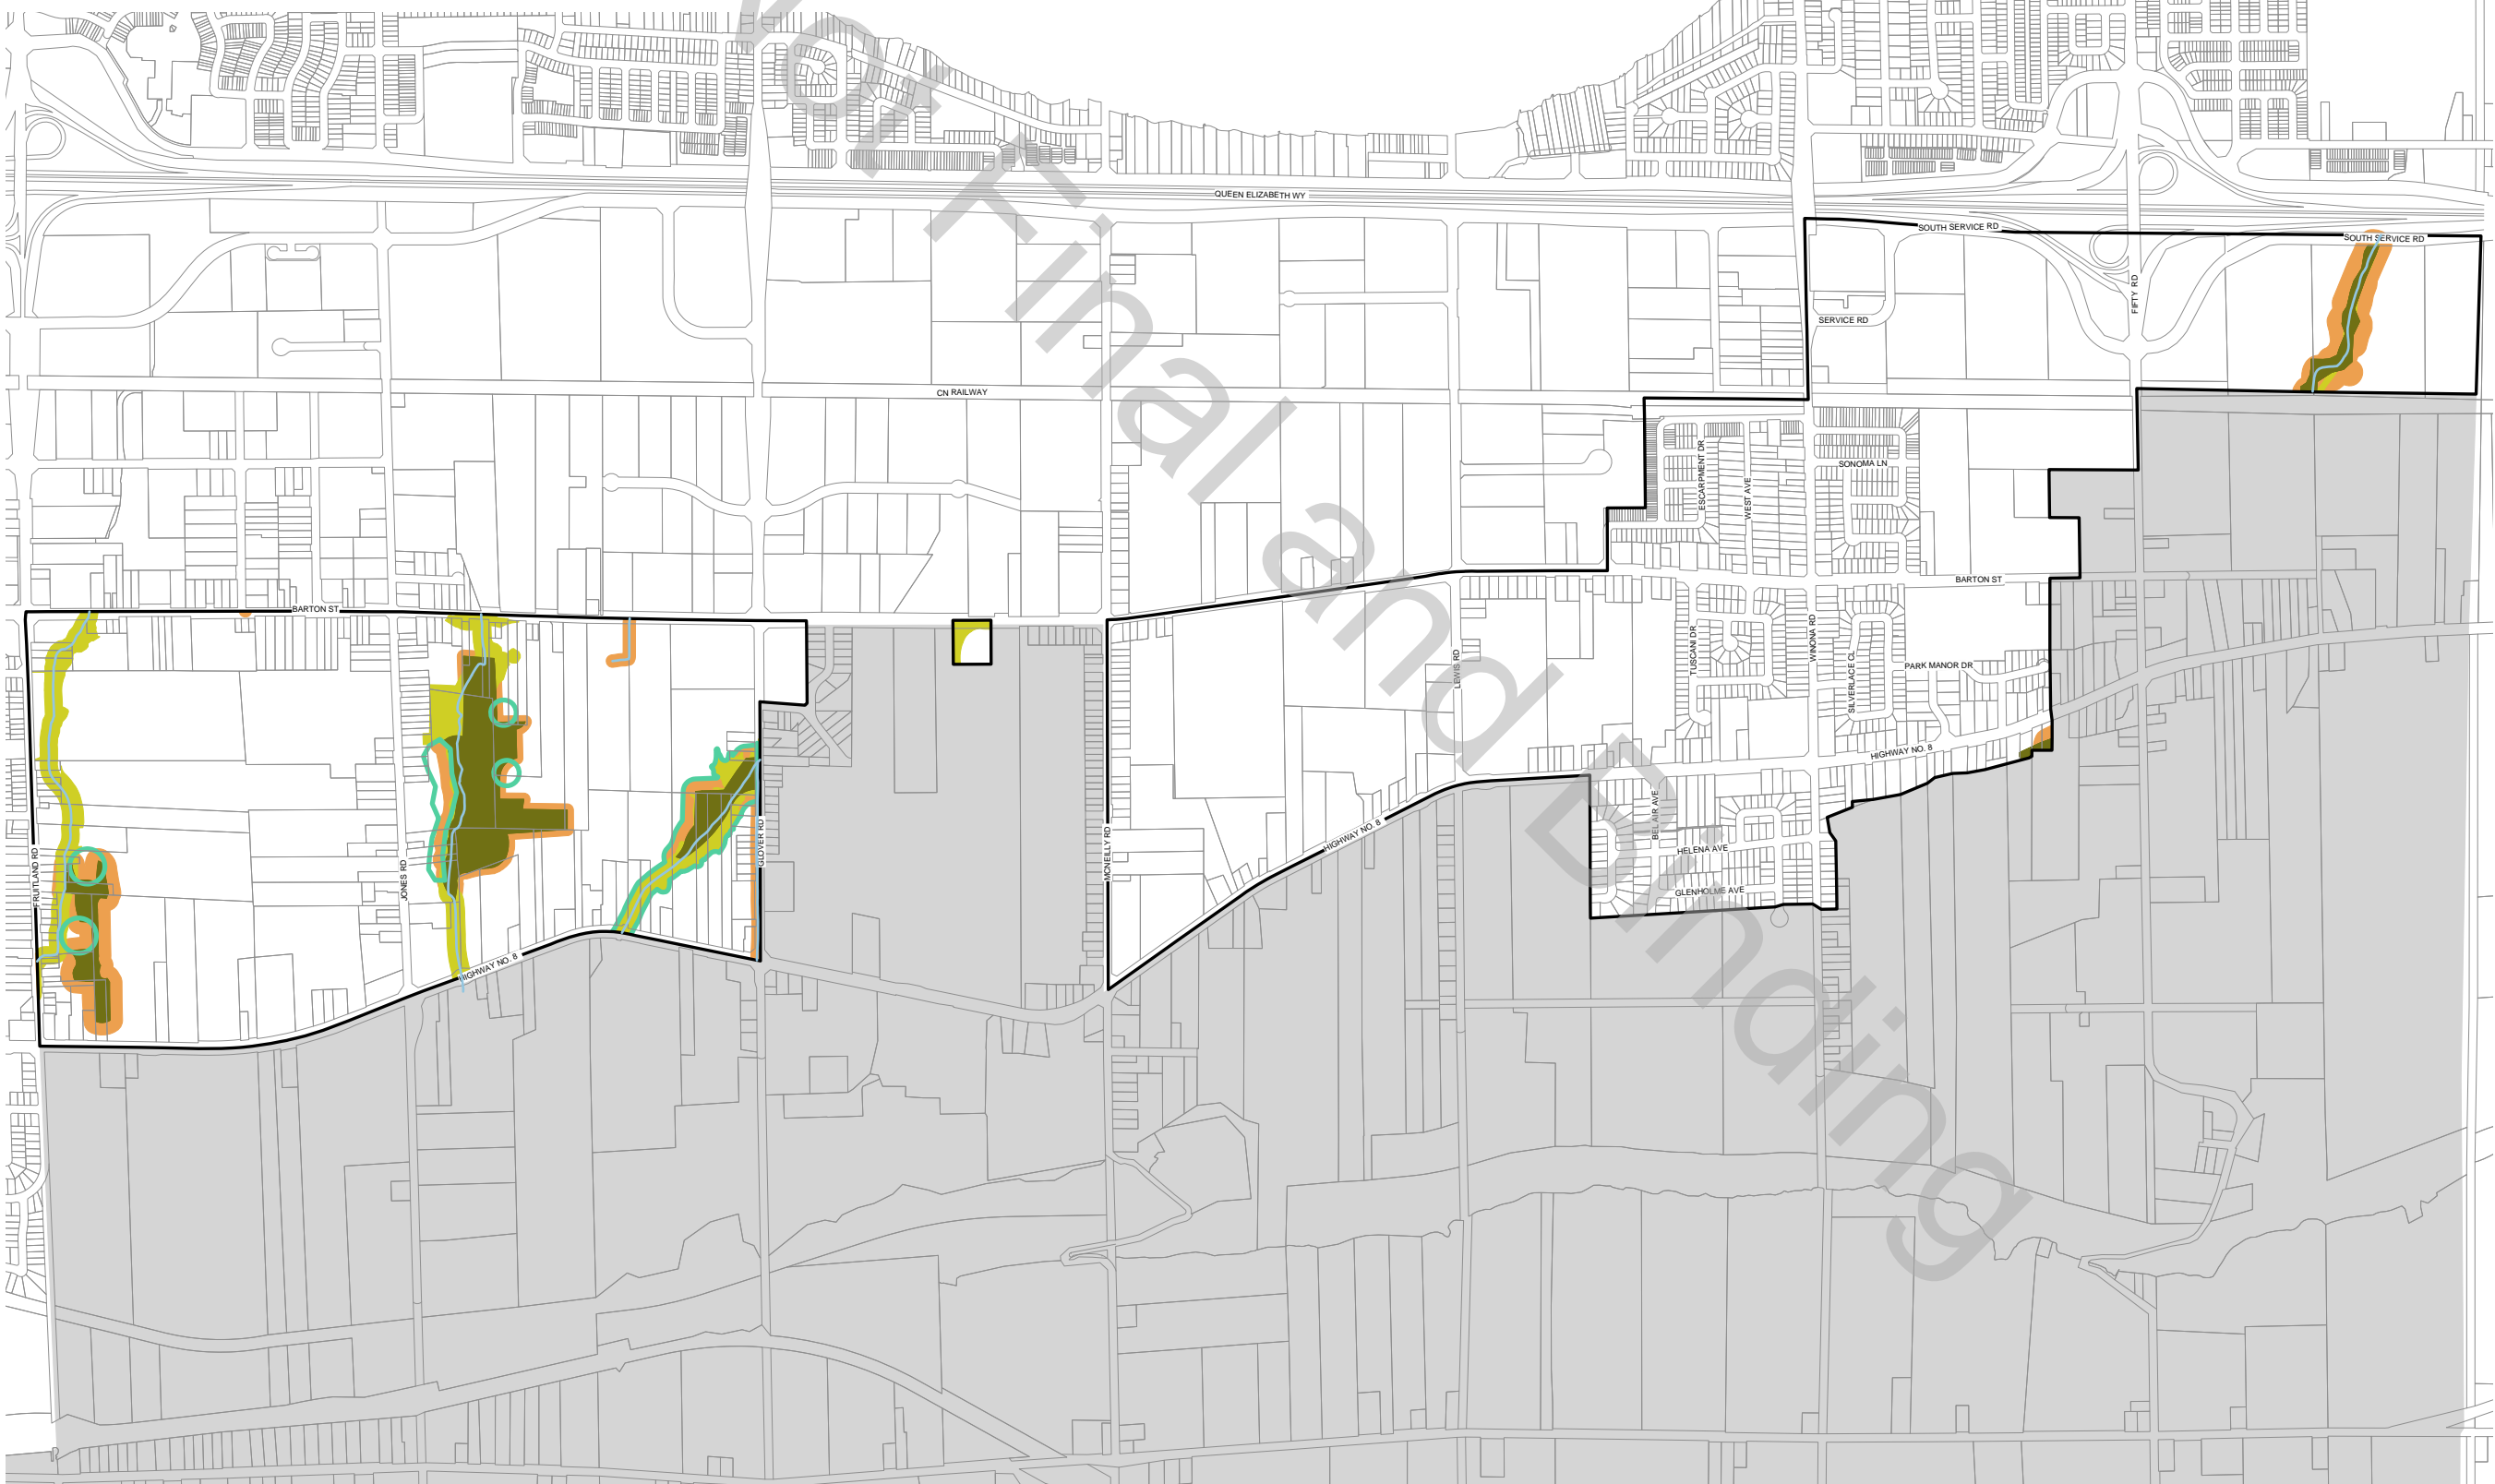 QUEEN ELIZABETH WY
SOUTH SERVICE RD
SOUTH SERVICE RD
FIFTY RD
SERVICE RD
CN RAILWAY
ESCARPMENT DR
WEST AVE
SONOMA LN
BARTON ST
BARTON ST
LEWIS RD
TUSCANI DR
WINONA RD
SILVERLACE CL
PARK MANOR DR
HIGHWAY NO. 8
FRUITLAND RD
JONES RD
GLOVER RD
MCNEILLY RD
HIGHWAY NO. 8
BEL AIR AVE
HELENA AVE
GLENHOLME AVE
HIGHWAY NO. 8
Final and Binding